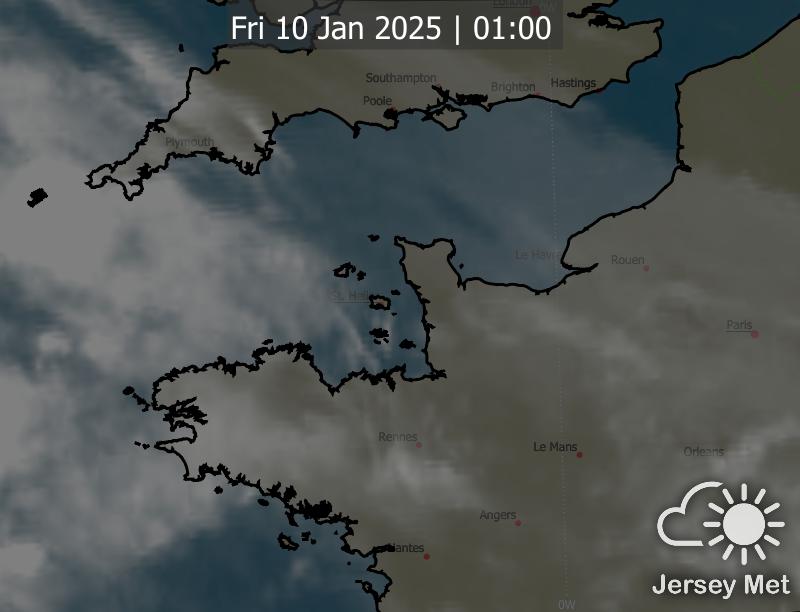 London
Fri 10 Jan 2025 | 01:00
Southampton
Brighton
Hastings
Poole
Plymouth
Le Havre
Rouen
St. Helier
Paris
Rennes
Le Mans
Orleans
Angers
Nantes
Jersey Met
0W